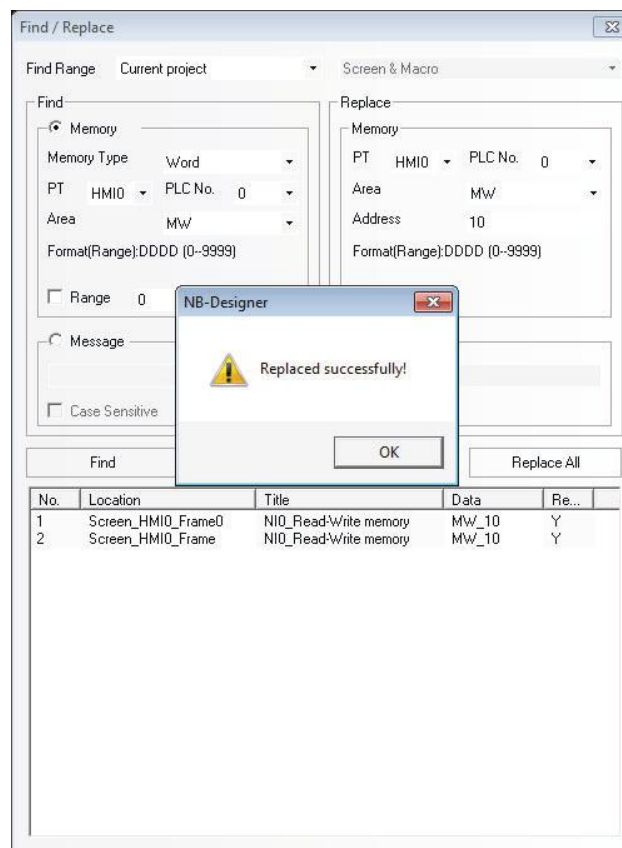 Find / Replace
Find Range Current project Screen & Macro
Find
Memory
Memory Type Word
PT HMI0 PLC No. 0
Area MW
Format(Range):DDDD (0--9999)
Range 0
Message
Case Sensitive
Replace
Memory
PT HMI0 PLC No. 0
Area MW
Address 10
Format(Range):DDDD (0--9999)
NB-Designer
Replaced successfully!
OK
Find Replace All
No. Location Title Data Re...
1 Screen_HMI0_Frame0 NI0_Read-Write memory MW_10 Y
2 Screen_HMI0_Frame NI0_Read-Write memory MW_10 Y